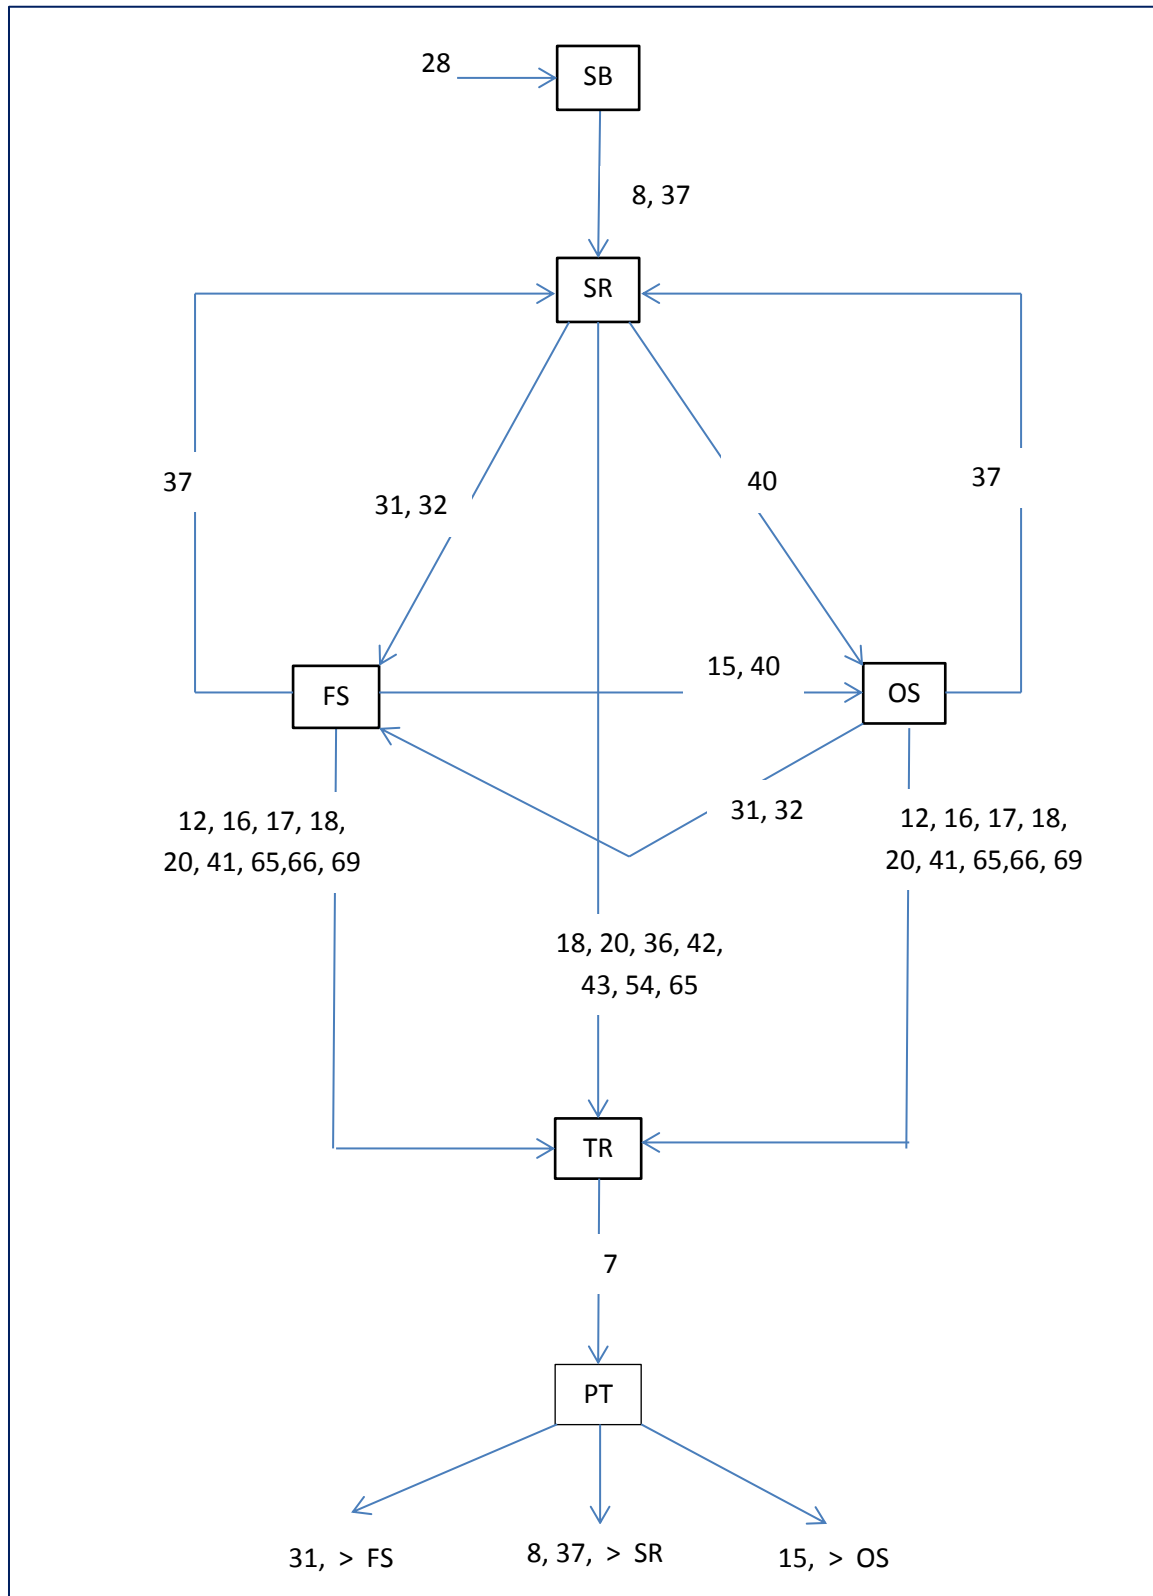 28
SB
8, 37
SR
37
31, 32
40
37
15, 40
FS
OS
31, 32
12, 16, 17, 18,
20, 41, 65,66, 69
12, 16, 17, 18,
20, 41, 65,66, 69
18, 20, 36, 42,
43, 54, 65
TR
7
PT
31, > FS
8, 37, > SR
15, > OS